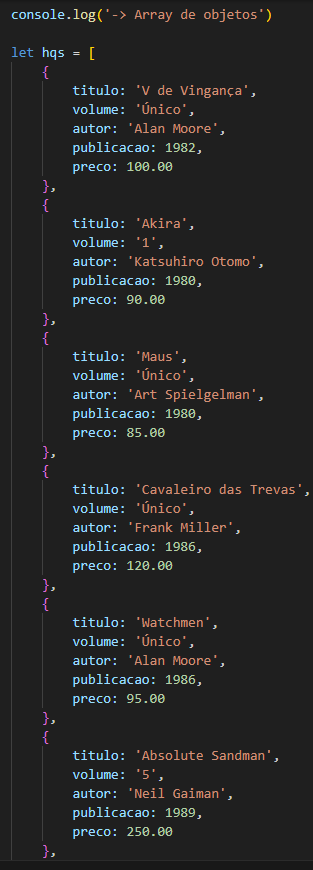 console.log('-> Array de objetos')
let hqs = [
{
titulo: 'V de Vingança',
volume: 'Único',
autor: 'Alan Moore',
publicacao: 1982,
preco: 100.00
},
{
titulo: 'Akira',
volume: '1',
autor: 'Katsuhiro Otomo',
publicacao: 1980,
preco: 90.00
},
{
titulo: 'Maus',
volume: 'Único',
autor: 'Art Spielgelman',
publicacao: 1980,
preco: 85.00
},
{
titulo: 'Cavaleiro das Trevas',
volume: 'Único',
autor: 'Frank Miller',
publicacao: 1986,
preco: 120.00
},
{
titulo: 'Watchmen',
volume: 'Único',
autor: 'Alan Moore',
publicacao: 1986,
preco: 95.00
},
{
titulo: 'Absolute Sandman',
volume: '5',
autor: 'Neil Gaiman',
publicacao: 1989,
preco: 250.00
},